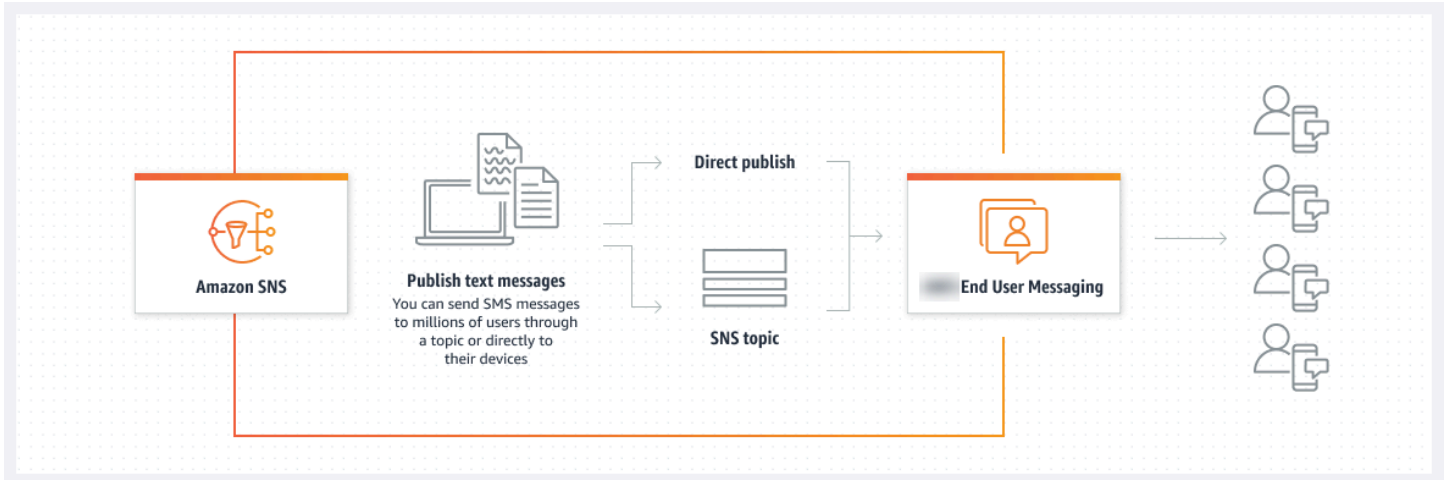 Amazon SNS
Publish text messages
You can send SMS messages
to millions of users through
a topic or directly to
their devices
Direct publish
SNS topic
End User Messaging